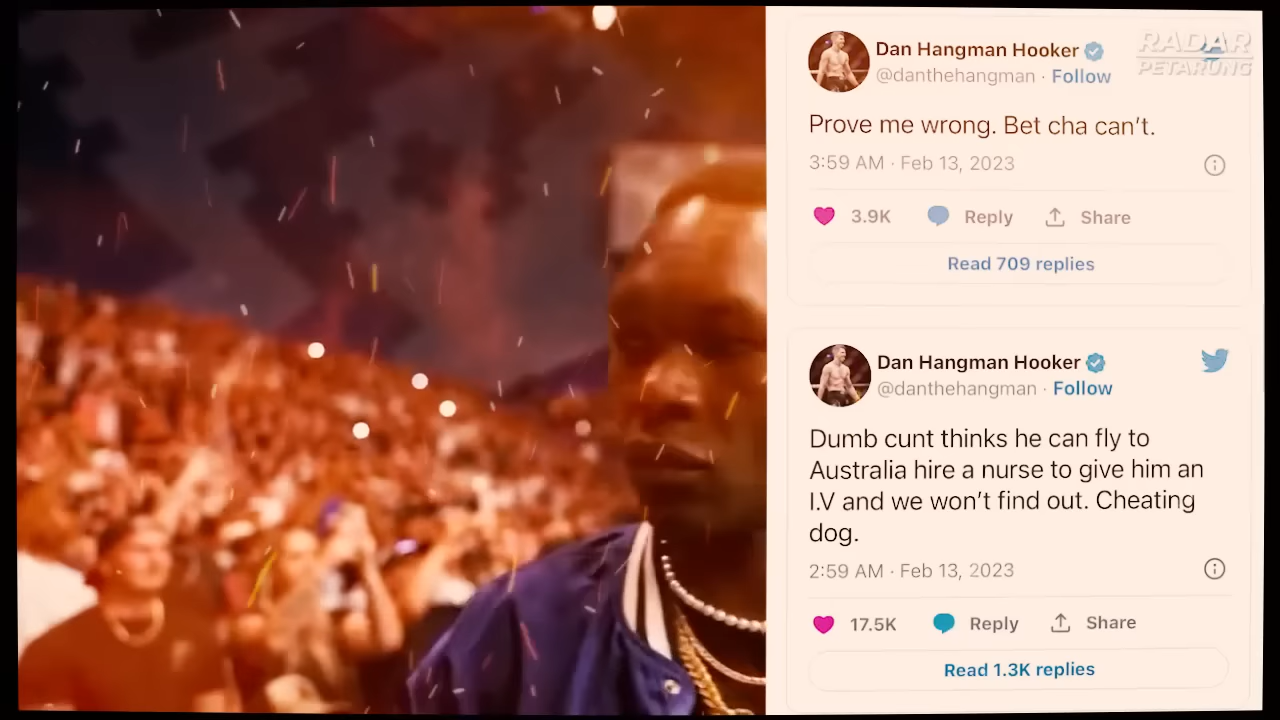 RADAR
PETARUNG
Dan Hangman Hooker
@danthehangman · Follow
Prove me wrong. Bet cha can't.
3:59 AM · Feb 13, 2023
3.9K Reply Share
Read 709 replies
Dan Hangman Hooker
@danthehangman · Follow
Dumb cunt thinks he can fly to
Australia hire a nurse to give him an
I.V and we won't find out. Cheating
dog.
2:59 AM · Feb 13, 2023
17.5K Reply Share
Read 1.3K replies